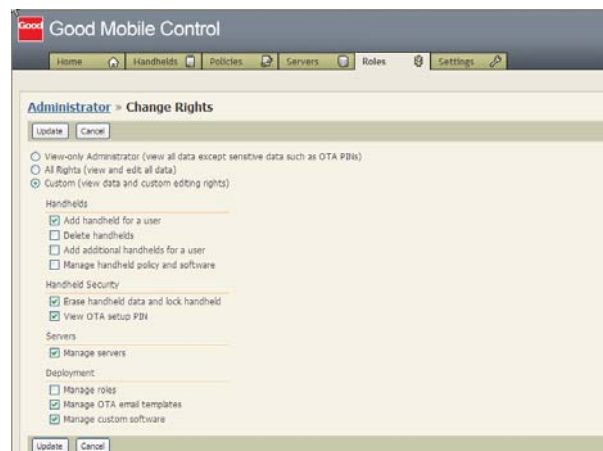 Good Good Mobile Control
Home Handhelds Policies Servers Roles Settings
Administrator » Change Rights
Update Cancel
View-only Administrator (view all data except sensitive data such as OTA PINs)
All Rights (view and edit all data)
Custom (view data and custom editing rights)
Handhelds
Add handheld for a user
Delete handhelds
Add additional handhelds for a user
Manage handheld policy and software
Handheld Security
Erase handheld data and lock handheld
View OTA setup PIN
Servers
Manage servers
Deployment
Manage roles
Manage OTA email templates
Manage custom software
Update Cancel